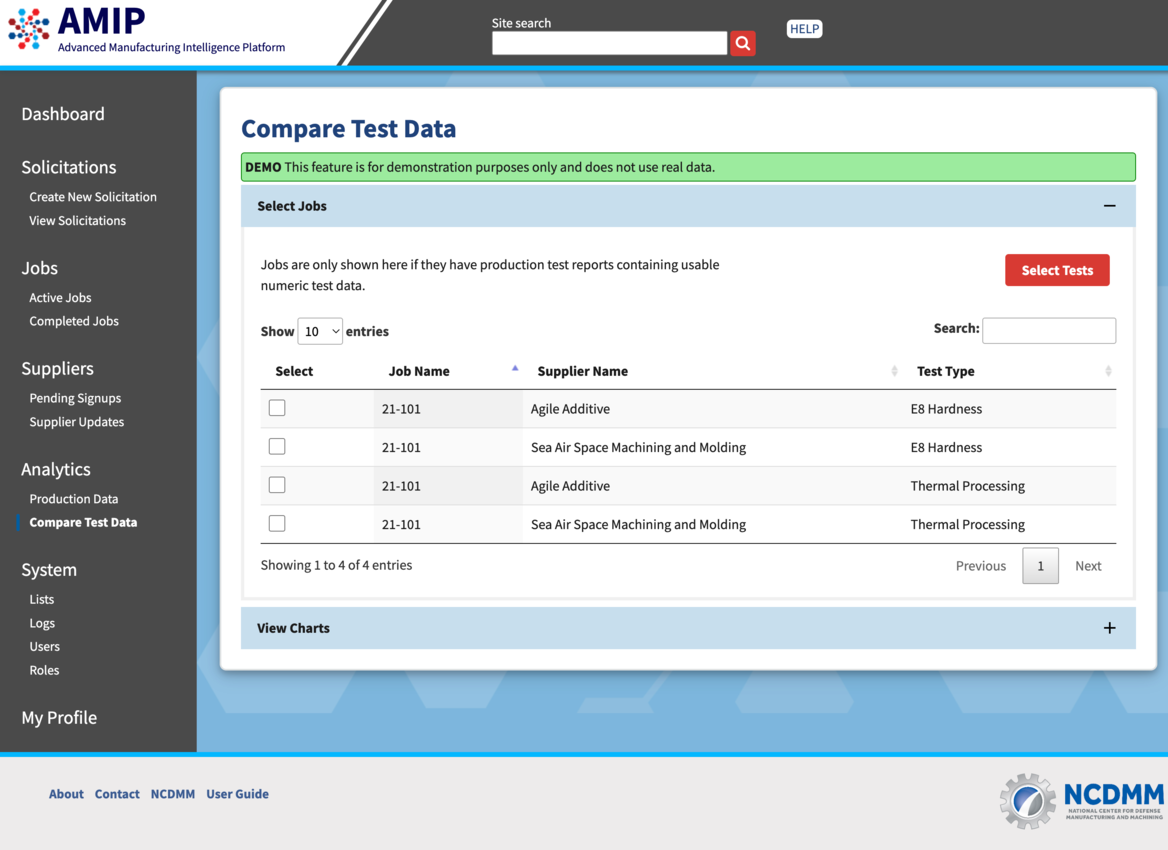 AMIP
Advanced Manufacturing Intelligence Platform
Site search
HELP
Dashboard
Solicitations
Create New Solicitation
View Solicitations
Jobs
Active Jobs
Completed Jobs
Suppliers
Pending Signups
Supplier Updates
Analytics
Production Data
Compare Test Data
System
Lists
Logs
Users
Roles
My Profile
Compare Test Data
DEMO This feature is for demonstration purposes only and does not use real data.
Select Jobs
Jobs are only shown here if they have production test reports containing usable
numeric test data.
Select Tests
Show 10 entries
Search:
Select Job Name Supplier Name Test Type
21-101 Agile Additive E8 Hardness
21-101 Sea Air Space Machining and Molding E8 Hardness
21-101 Agile Additive Thermal Processing
21-101 Sea Air Space Machining and Molding Thermal Processing
Showing 1 to 4 of 4 entries
Previous 1 Next
View Charts
About Contact NCDMM User Guide
NCDMM
NATIONAL CENTER FOR DEFENSE
MANUFACTURING AND MACHINING